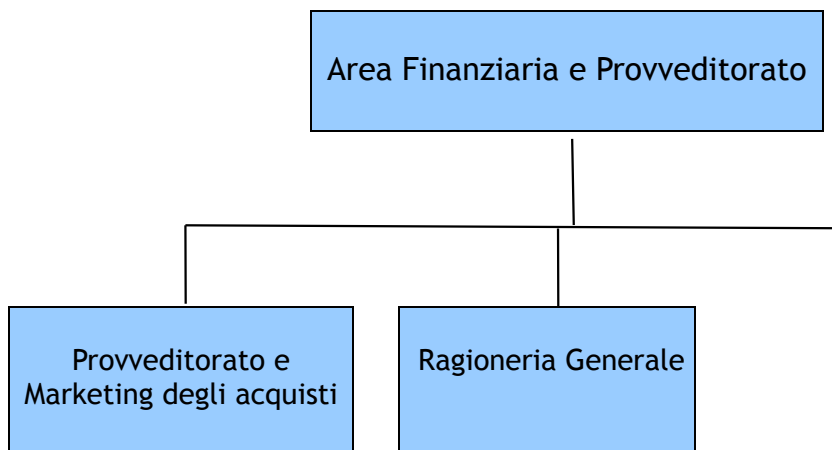 Area Finanziaria e Provveditorato
Provveditorato e
Marketing degli acquisti
Ragioneria Generale